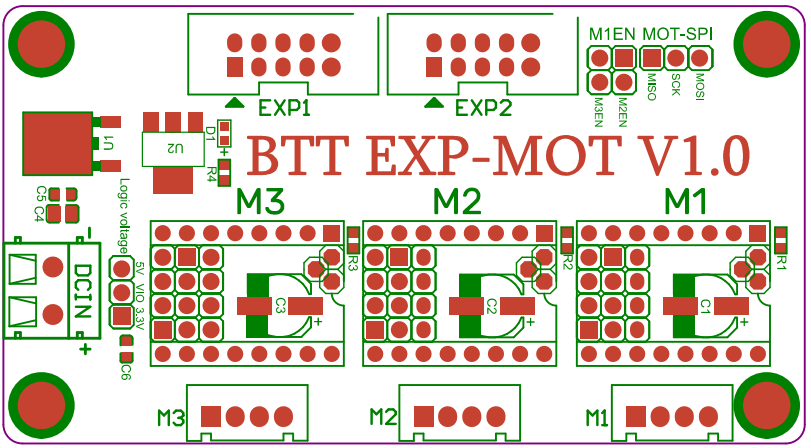 M1EN MOT-SPI
MISO
SCK
MOSI
M3EN
M2EN
EXP1
EXP2
U1
U2
D1
+
R4
BTT EXP-MOT V1.0
C5
C4
Logic voltage
M3
M2
M1
5V VIO 3.3V
- DCIN +
C6
R3
R2
R1
C3
+
C2
+
C1
+
M3
M2
M1